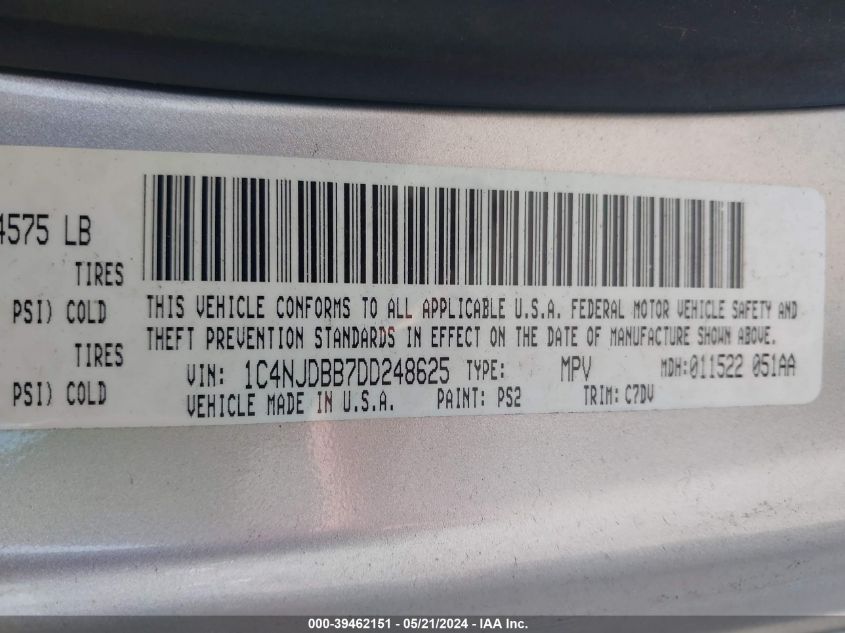 4575 LB
TIRES
PSI) COLD
TIRES
PSI) COLD
THIS VEHICLE CONFORMS TO ALL APPLICABLE U.S.A. FEDERAL MOTOR VEHICLE SAFETY AND
THEFT PREVENTION STANDARDS IN EFFECT ON THE DATE OF MANUFACTURE SHOWN ABOVE.
VIN: 1C4NJDBB7DD248625 TYPE: MPV MDH:011522 051AA
VEHICLE MADE IN U.S.A. PAINT: PS2 TRIM: C7DV
000-39462151 - 05/21/2024 - IAA Inc.